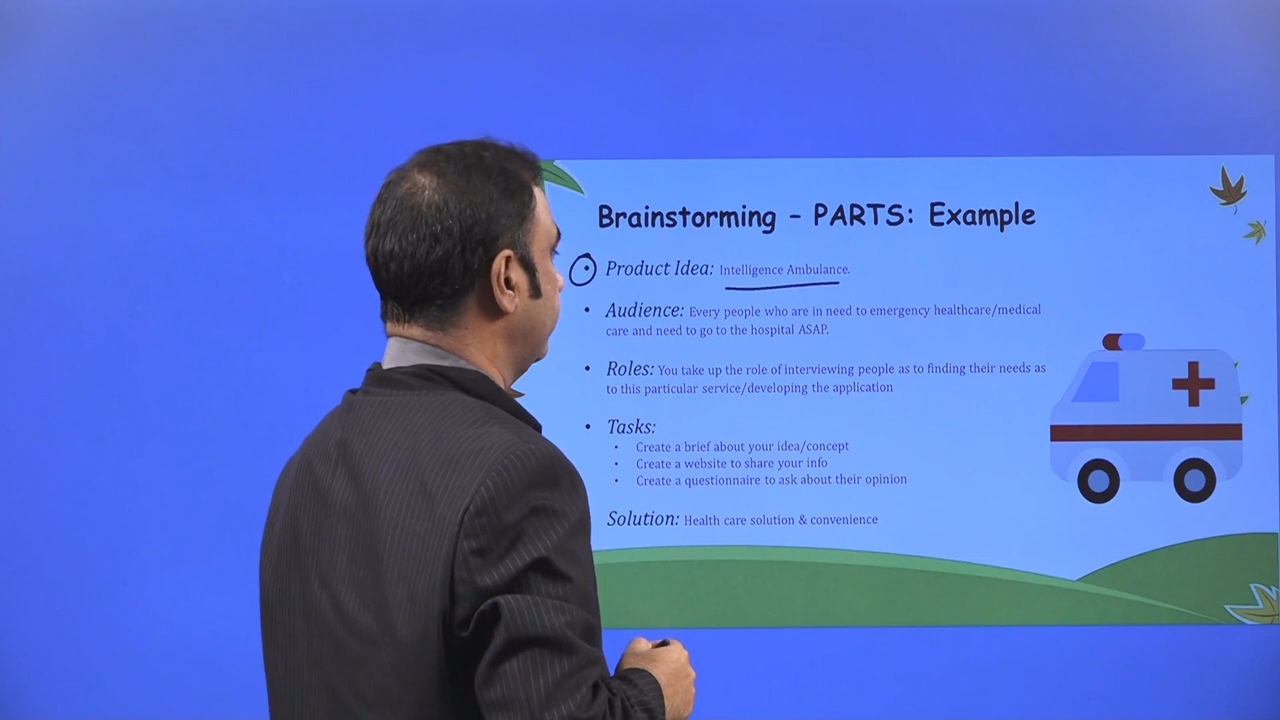 Brainstorming – PARTS: Example
Product Idea: Intelligence Ambulance.
• Audience: Every people who are in need to emergency healthcare/medical
care and need to go to the hospital ASAP.
• Roles: You take up the role of interviewing people as to finding their needs as
to this particular service/developing the application
• Tasks:
• Create a brief about your idea/concept
• Create a website to share your info
• Create a questionnaire to ask about their opinion
Solution: Health care solution & convenience